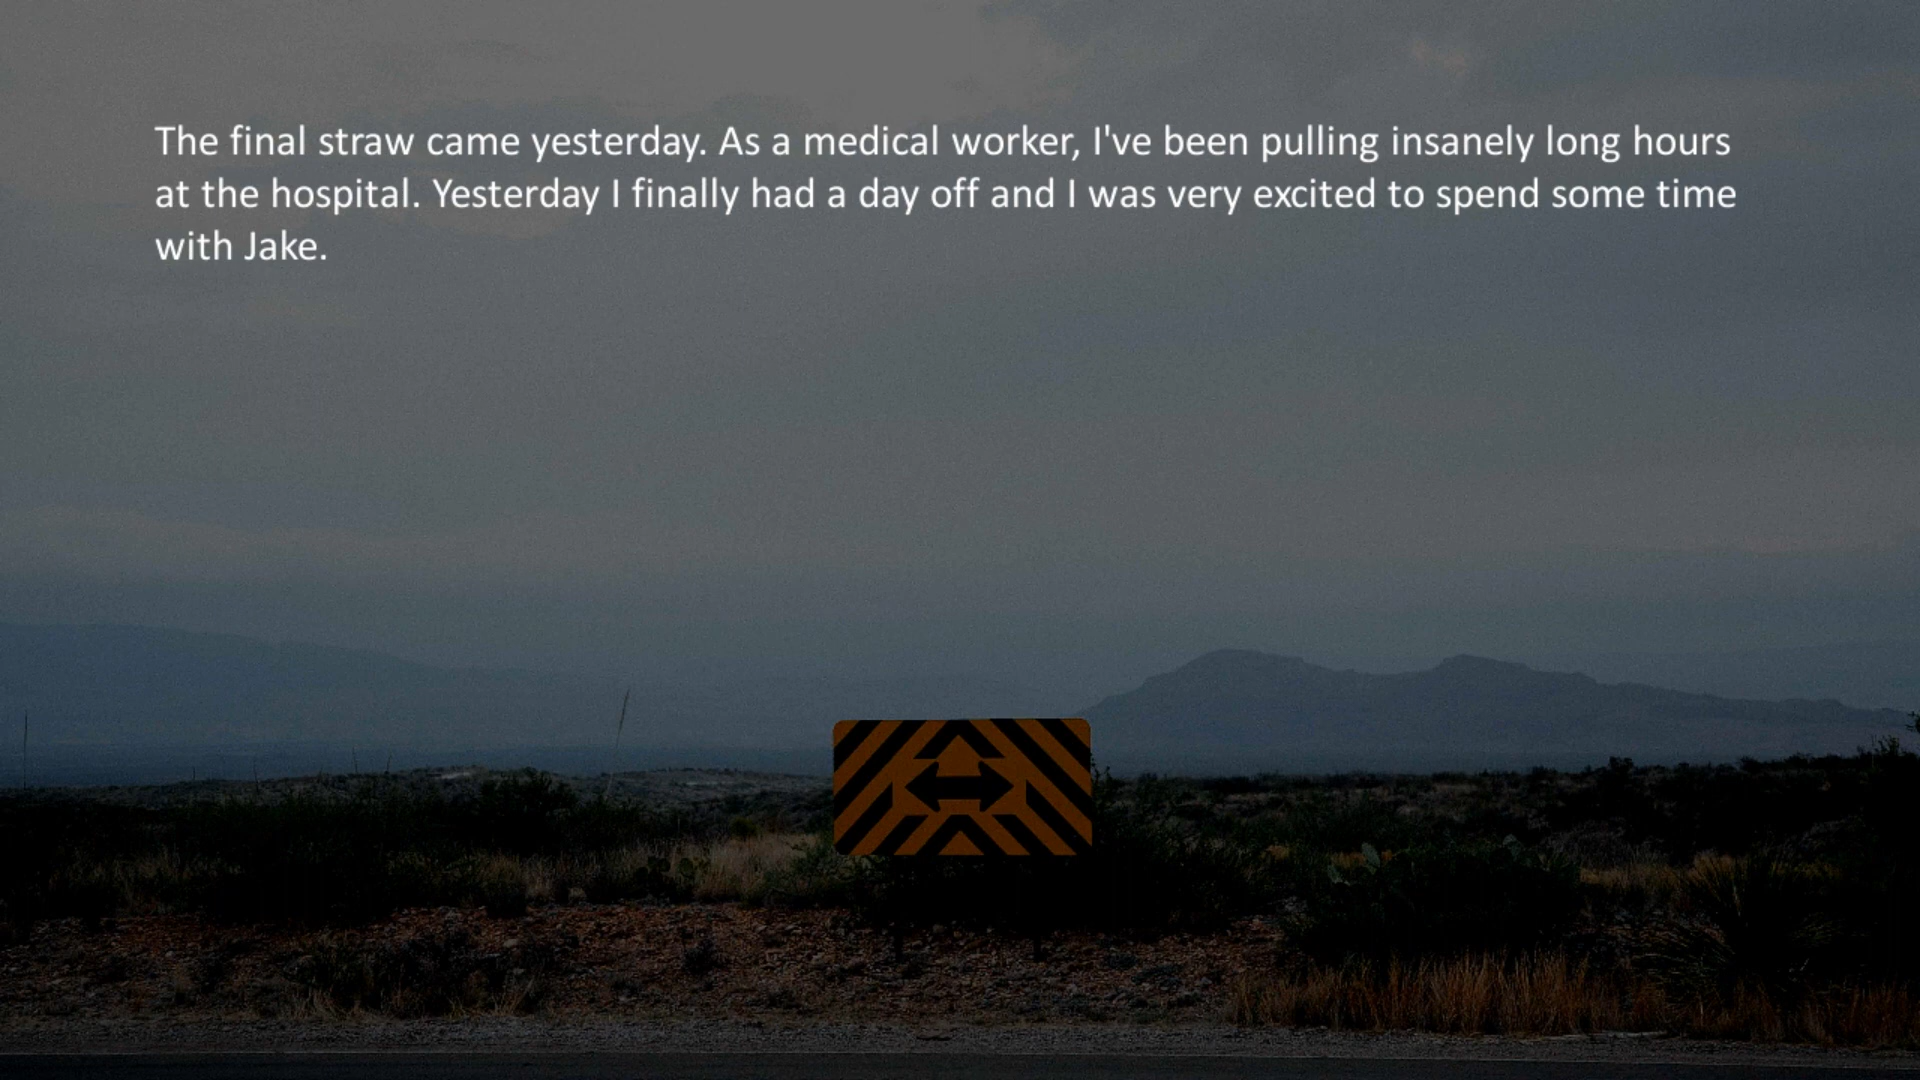 The final straw came yesterday. As a medical worker, I've been pulling insanely long hours
at the hospital. Yesterday I finally had a day off and I was very excited to spend some time
with Jake.